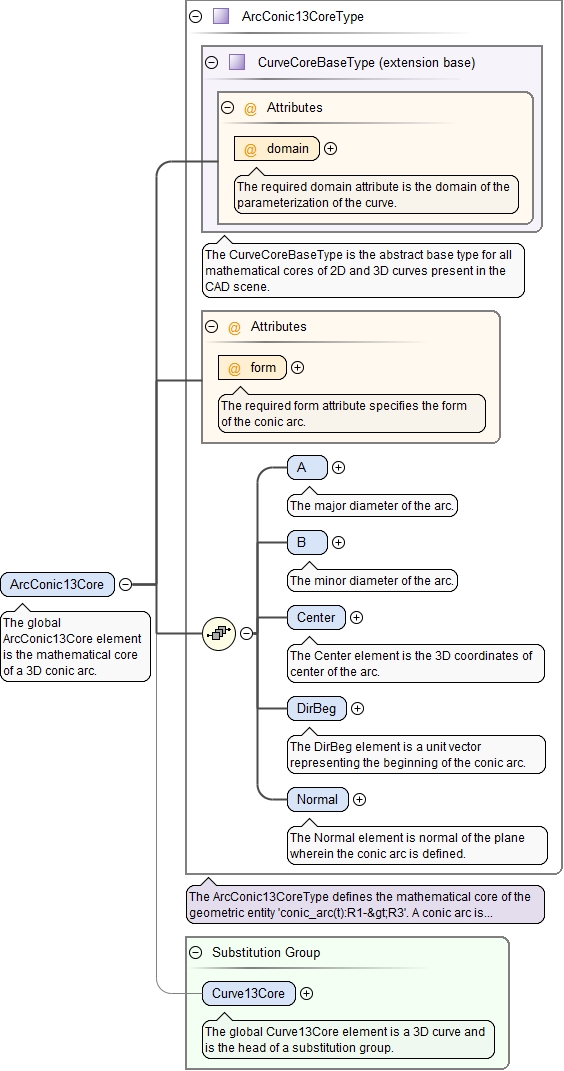 ArcConic13CoreType
CurveCoreBaseType (extension base)
@ Attributes
@ domain
The required domain attribute is the domain of the
parameterization of the curve.
The CurveCoreBaseType is the abstract base type for all
mathematical cores of 2D and 3D curves present in the
CAD scene.
@ Attributes
@ form
The required form attribute specifies the form
of the conic arc.
A
The major diameter of the arc.
B
The minor diameter of the arc.
ArcConic13Core
The global
ArcConic13Core element
is the mathematical core
of a 3D conic arc.
Center
The Center element is the 3D coordinates of
center of the arc.
DirBeg
The DirBeg element is a unit vector
representing the beginning of the conic arc.
Normal
The Normal element is normal of the plane
wherein the conic arc is defined.
The ArcConic13CoreType defines the mathematical core of the
geometric entity 'conic_arc(t):R1-&gt;R3'. A conic arc is...
Substitution Group
Curve13Core
The global Curve13Core element is a 3D curve and
is the head of a substitution group.